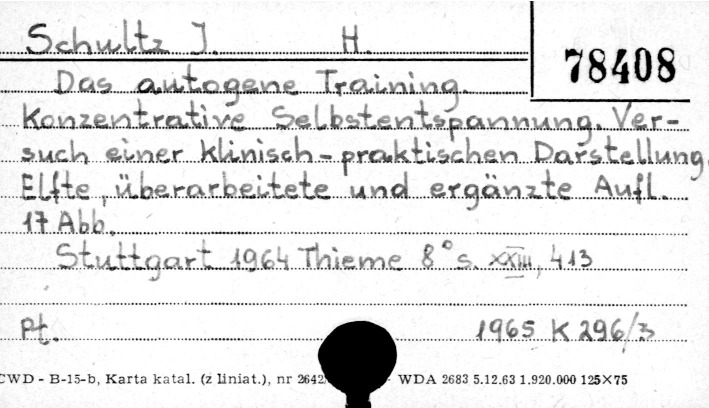 Schultz J. H.
78408
Das autogene Training.
Konzentrative Selbstentspannung. Ver-
such einer klinisch-praktischen Darstellung.
Elfte, überarbeitete und ergänzte Aufl.
17 Abb.
Stuttgart 1964 Thieme 8° s. XXIII, 413
Pt. 1965 K 296/3
CWD - B-15-b, Karta katal. (z liniat.), nr 2642 WDA 2683 5.12.63 1.920.000 125×75